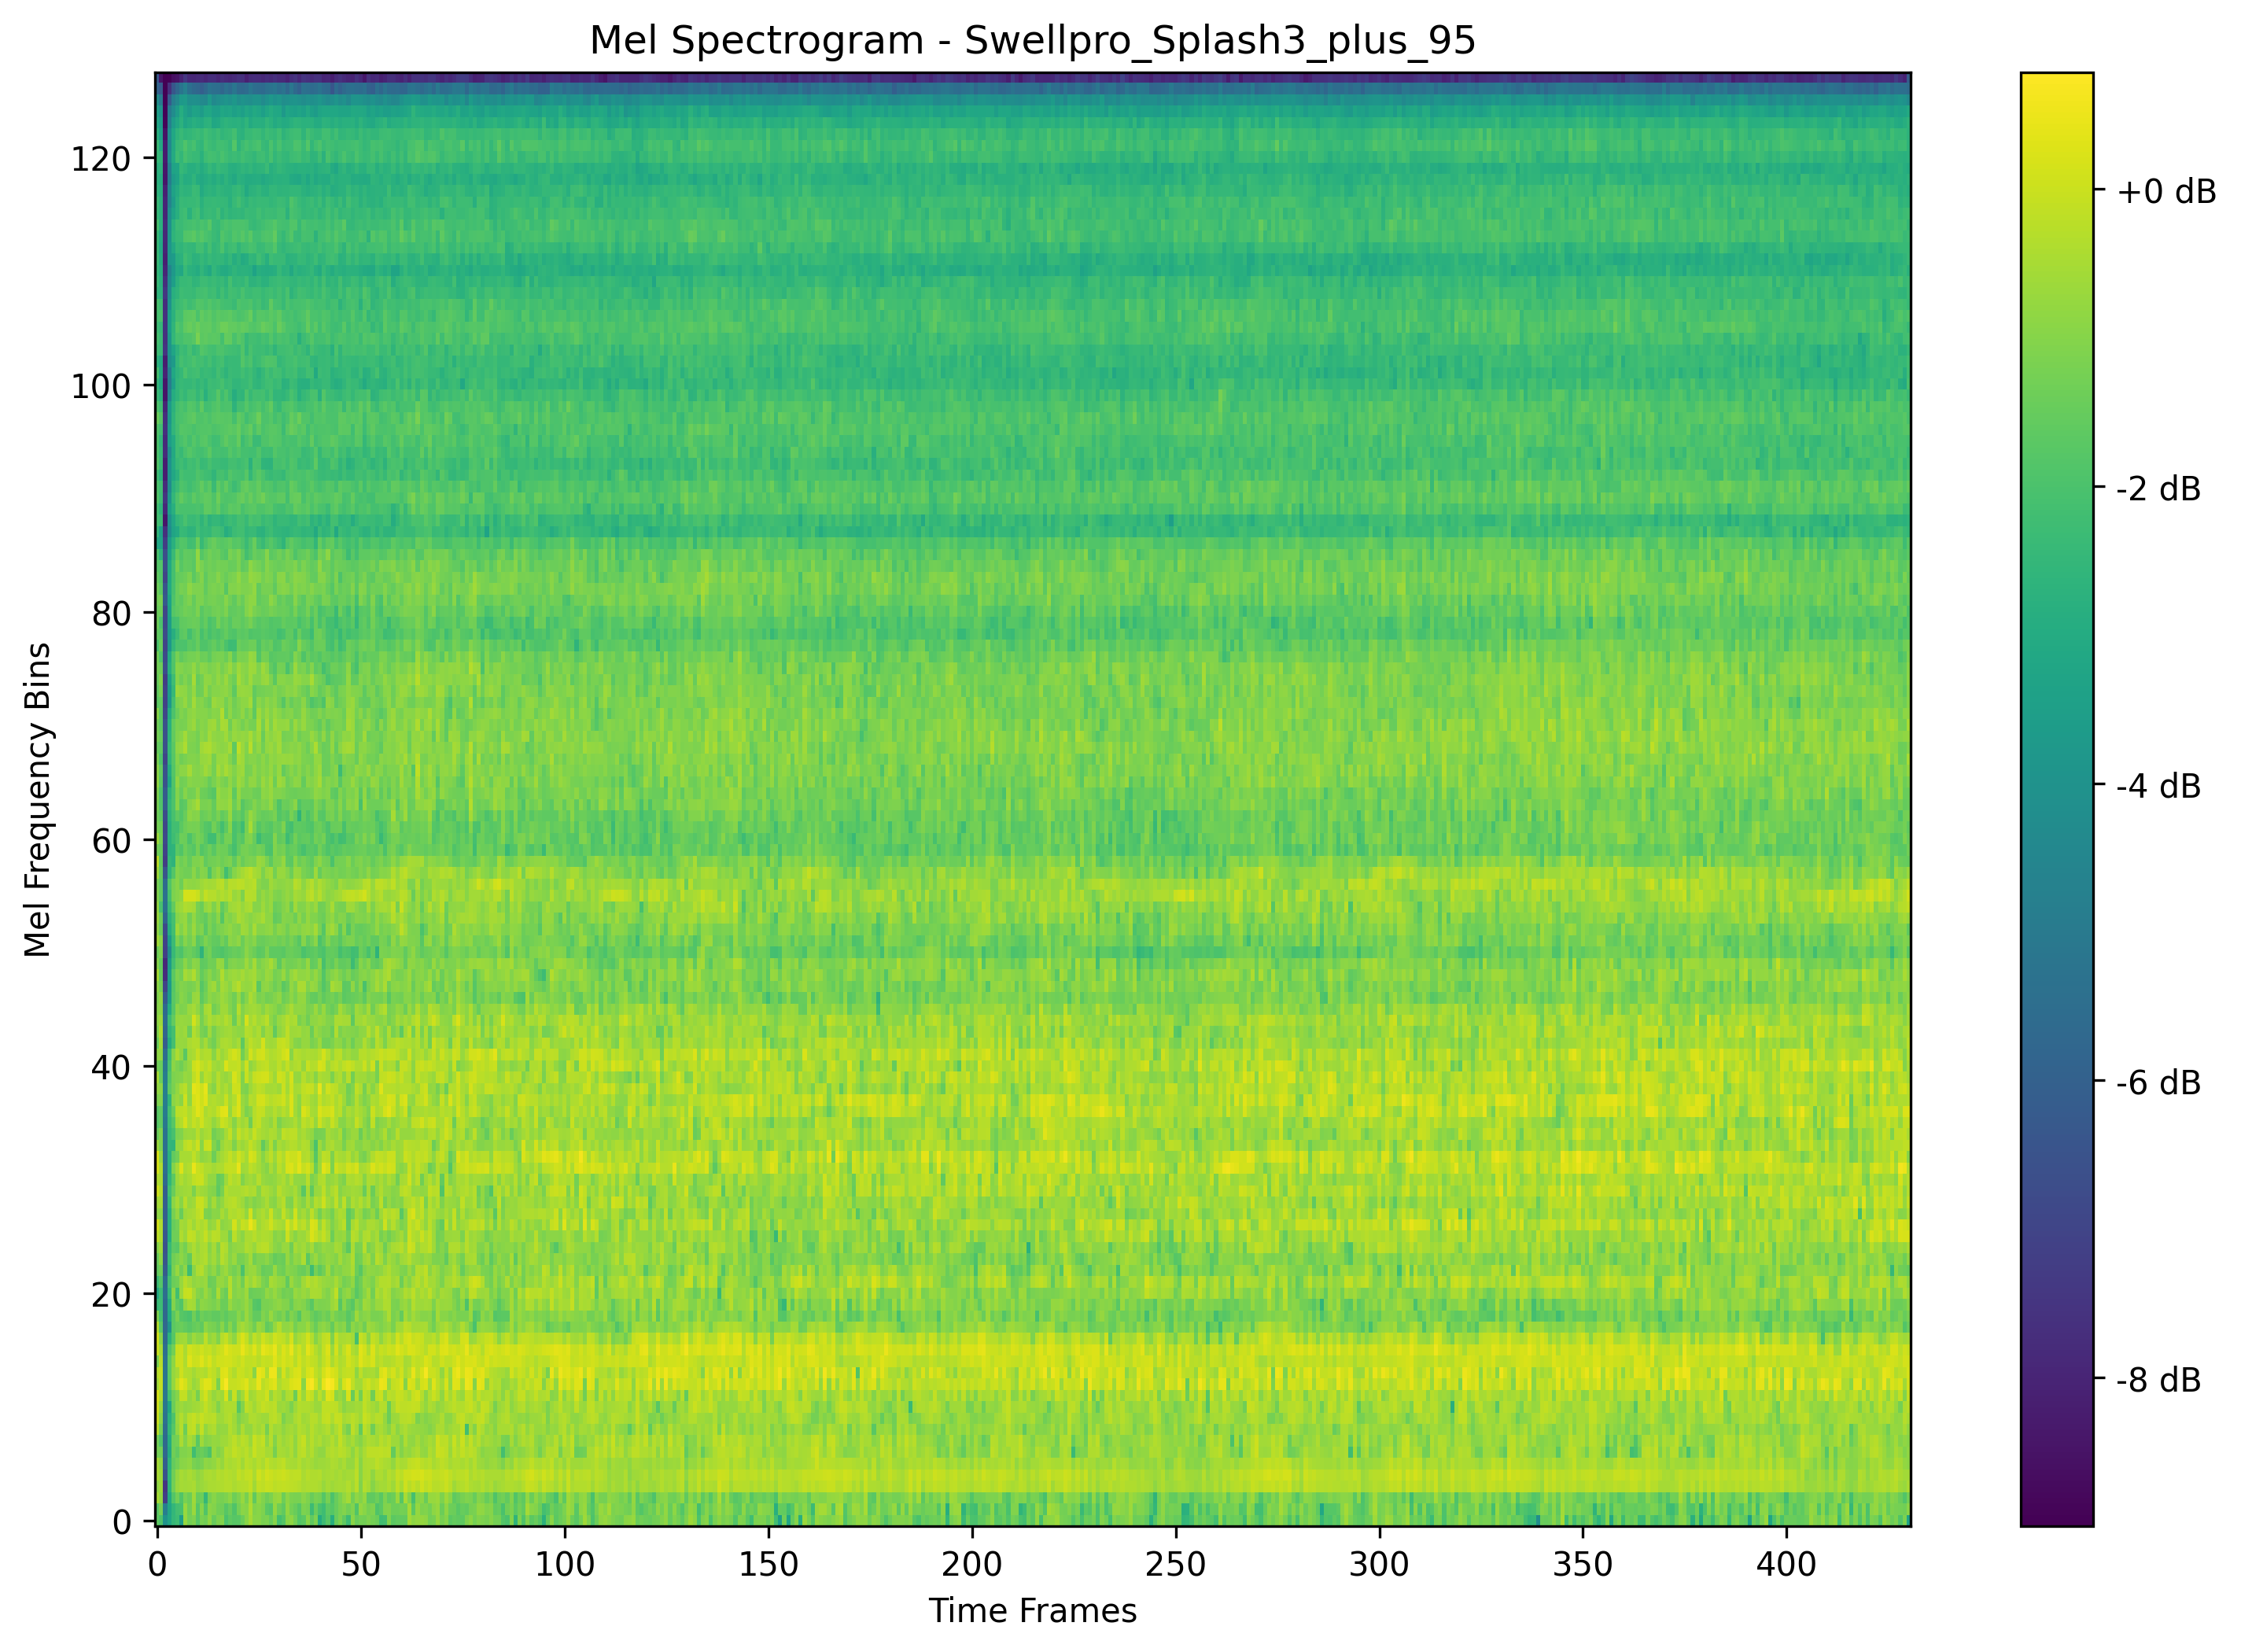 Mel Spectrogram - Swellpro_Splash3_plus_95
120
100
80
60
40
20
0
Mel Frequency Bins
0 50 100 150 200 250 300 350 400
Time Frames
+0 dB
-2 dB
-4 dB
-6 dB
-8 dB